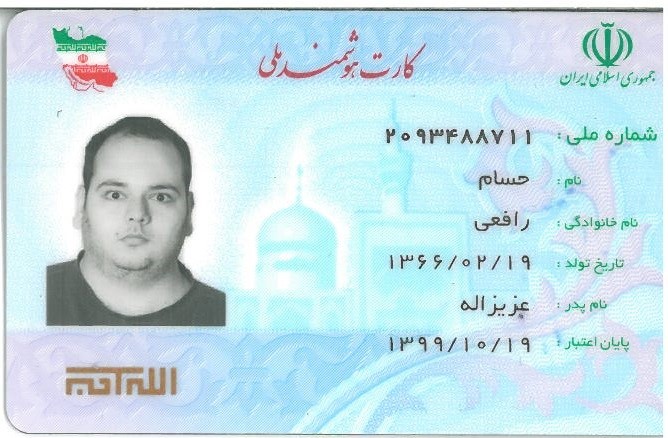 کارت هوشمند ملی
جمهوری اسلامی ایران
شماره ملی : ۲۰۹۳۴۸۸۷۱۱
نام : حسام
نام خانوادگی : رافعی
تاریخ تولد : ۱۳۶۶/۰۲/۱۹
نام پدر : عزیزاله
پایان اعتبار : ۱۳۹۹/۱۰/۱۹
الله اکبر